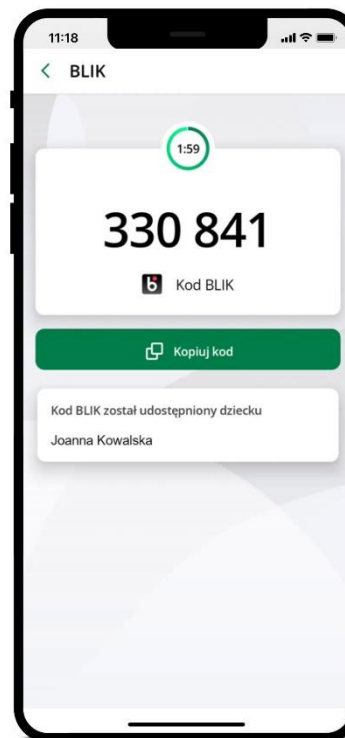 11:18
BLIK
1:59
330 841
Kod BLIK
Kopiuj kod
Kod BLIK został udostępniony dziecku
Joanna Kowalska